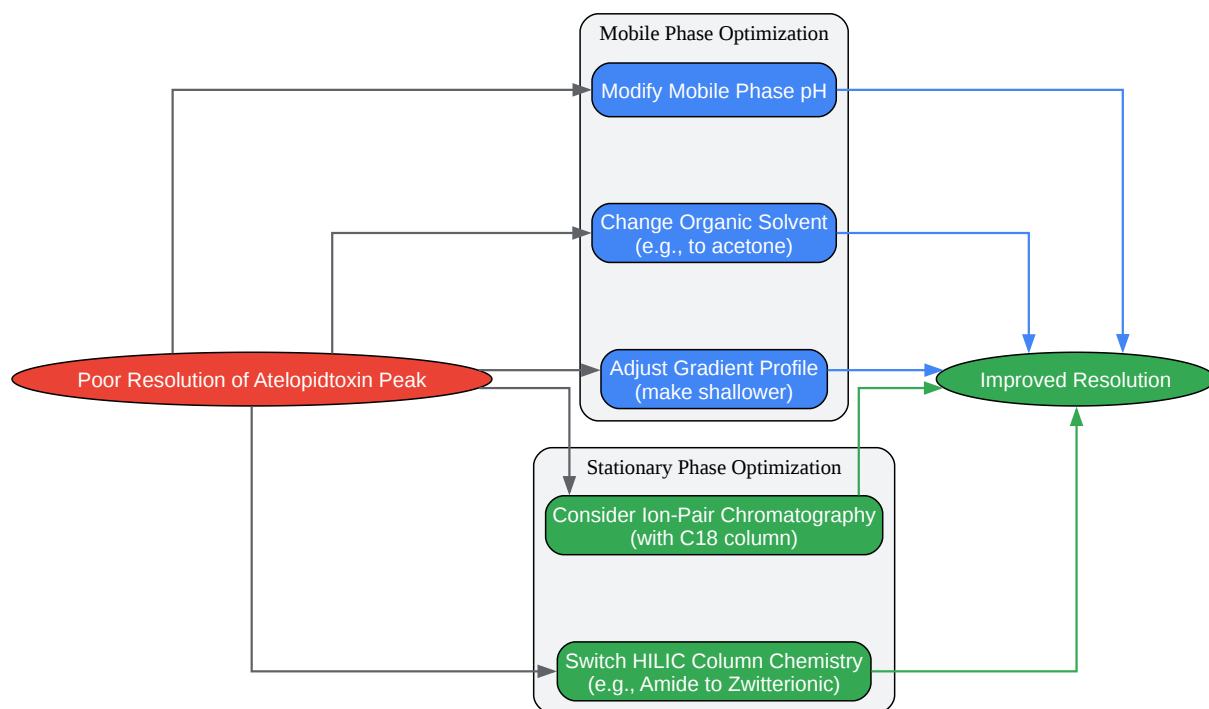 Mobile Phase Optimization
Modify Mobile Phase pH
Change Organic Solvent
(e.g., to acetone)
Poor Resolution of Atelopidtoxin Peak
Adjust Gradient Profile
(make shallower)
Improved Resolution
Stationary Phase Optimization
Consider Ion-Pair Chromatography
(with C18 column)
Switch HILIC Column Chemistry
(e.g., Amide to Zwitterionic)